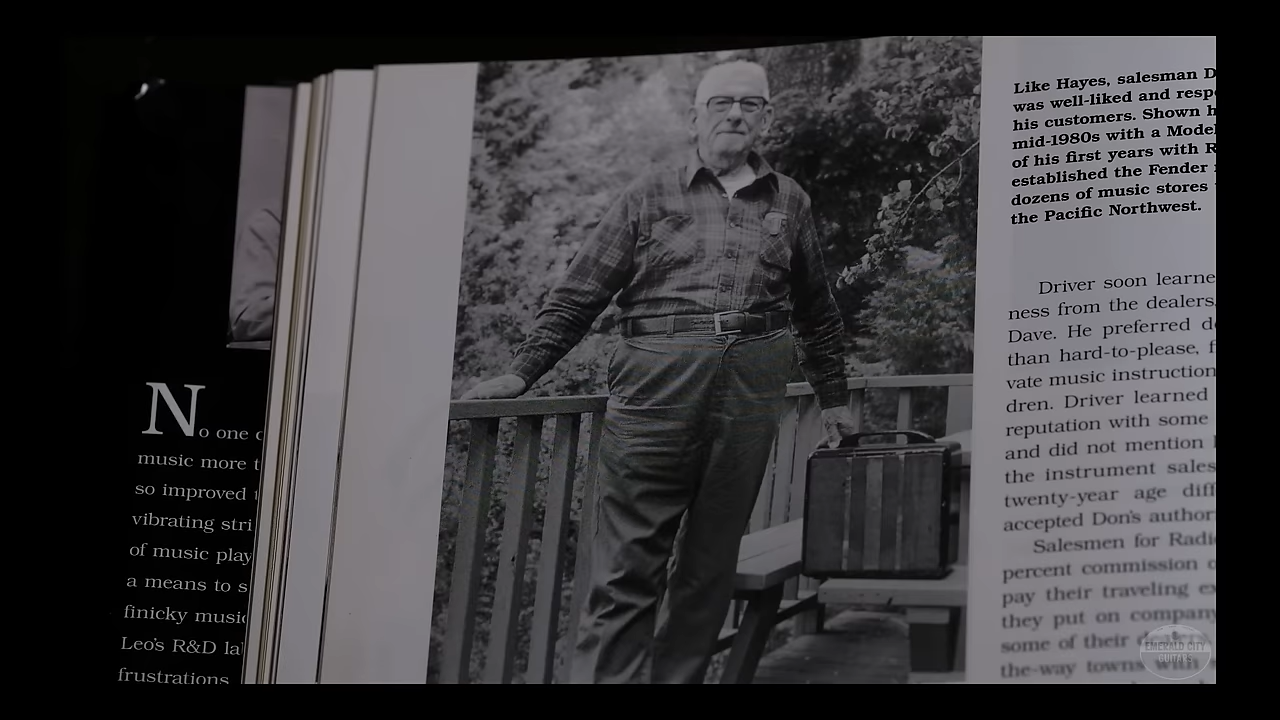 No one
music more
so improved
vibrating stri
of music play
a means to s
finicky music
Leo's R&D la
frustrations
Like Hayes, salesman D
was well-liked and resp
his customers. Shown h
mid-1980s with a Model
of his first years with R
established the Fender
dozens of music stores
the Pacific Northwest.
Driver soon learne
ness from the dealers,
Dave. He preferred d
than hard-to-please, f
vate music instruction
dren. Driver learned
reputation with some
and did not mention
the instrument sales
twenty-year age diff
accepted Don's author
Salesmen for Radi
percent commission o
pay their traveling ex
they put on company
some of their
the-way towns with
EMERALD CITY
GUITARS